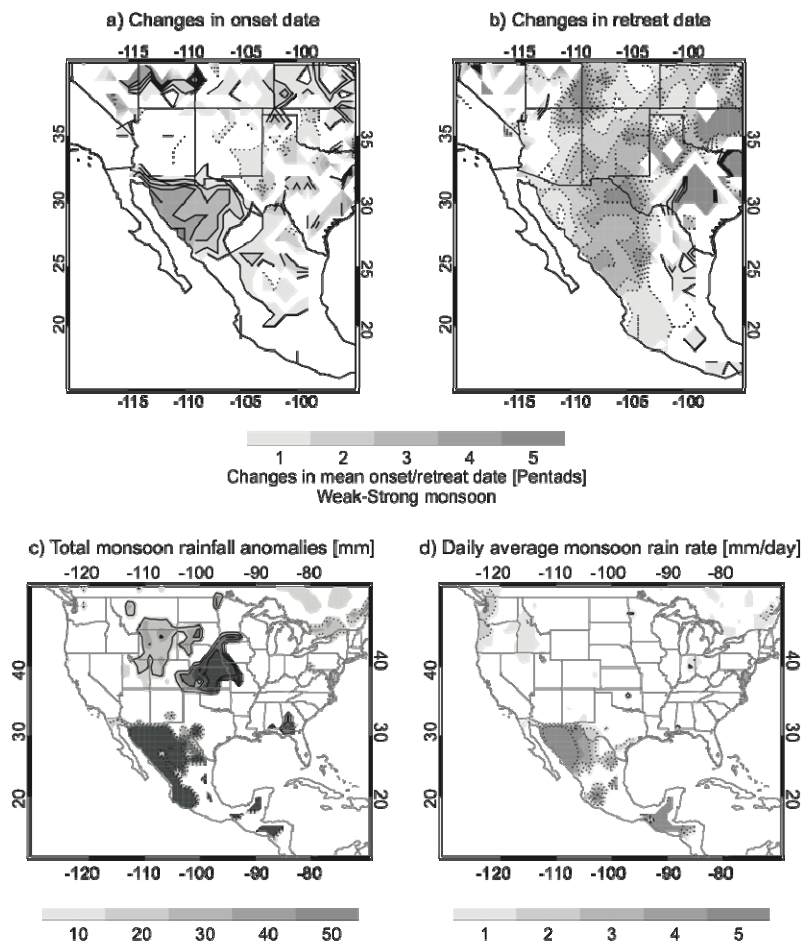 a) Changes in onset date
b) Changes in retreat date
-115 -110 -105 -100
-115 -110 -105 -100
35
30
25
20
35
30
25
20
35
30
25
20
35
30
25
20
-115 -110 -105 -100
-115 -110 -105 -100
1 2 3 4 5
Changes in mean onset/retreat date [Pentads]
Weak-Strong monsoon
c) Total monsoon rainfall anomalies [mm]
d) Daily average monsoon rain rate [mm/day]
-120 -110 -100 -90 -80
-120 -110 -100 -90 -80
40
30
20
40
30
20
40
30
20
40
30
20
-120 -110 -100 -90 -80
-120 -110 -100 -90 -80
10 20 30 40 50
1 2 3 4 5